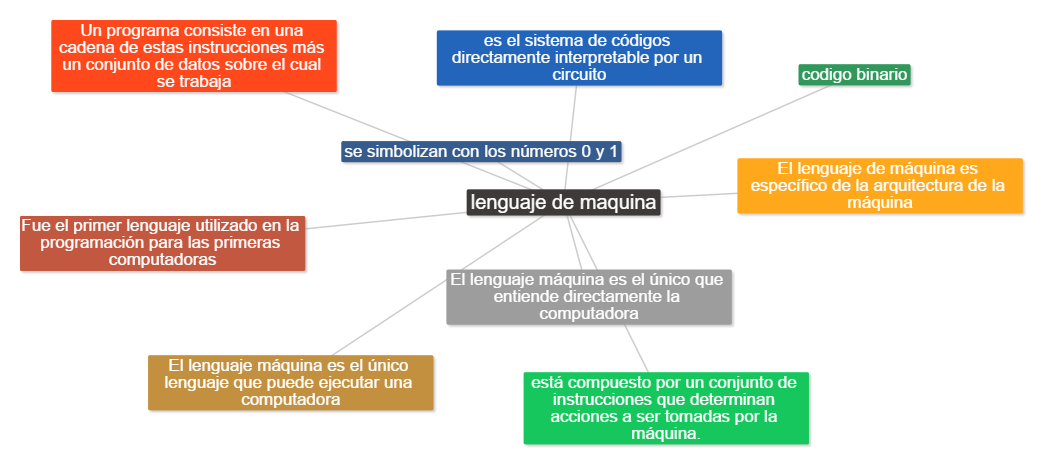 Un programa consiste en una
cadena de estas instrucciones más
un conjunto de datos sobre el cual
se trabaja
es el sistema de códigos
directamente interpretable por un
circuito
codigo binario
se simbolizan con los números 0 y 1
El lenguaje de máquina es
específico de la arquitectura de la
máquina
lenguaje de maquina
Fue el primer lenguaje utilizado en la
programación para las primeras
computadoras
El lenguaje máquina es el único que
entiende directamente la
computadora
El lenguaje máquina es el único
lenguaje que puede ejecutar una
computadora
está compuesto por un conjunto de
instrucciones que determinan
acciones a ser tomadas por la
máquina.